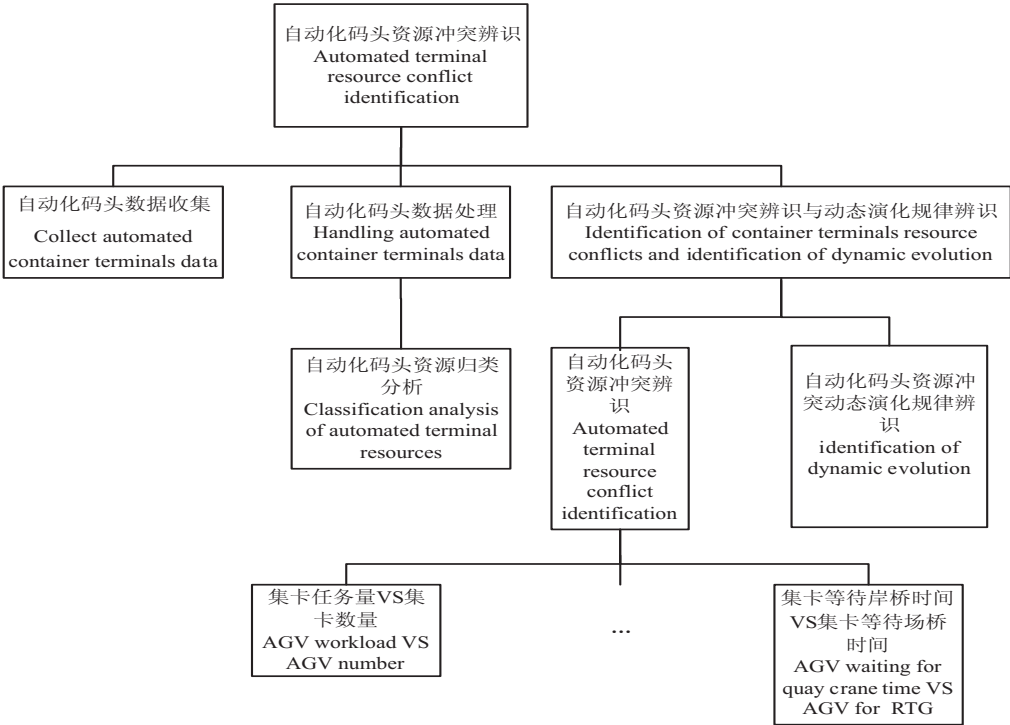 自动化码头资源冲突辨识
Automated terminal
resource conflict
identification
自动化码头数据收集
Collect automated
container terminals data
自动化码头数据处理
Handling automated
container terminals data
自动化码头资源冲突辨识与动态演化规律辨识
Identification of container terminals resource
conflicts and identification of dynamic evolution
自动化码头资源归类
分析
Classification analysis
of automated terminal
resources
自动化码头
资源冲突辨
识
Automated
terminal
resource
conflict
identification
自动化码头资源冲
突动态演化规律辨
识
identification of
dynamic evolution
集卡任务量VS集
卡数量
AGV workload VS
AGV number
...
集卡等待岸桥时间
VS集卡等待场桥
时间
AGV waiting for
quay crane time VS
AGV for RTG